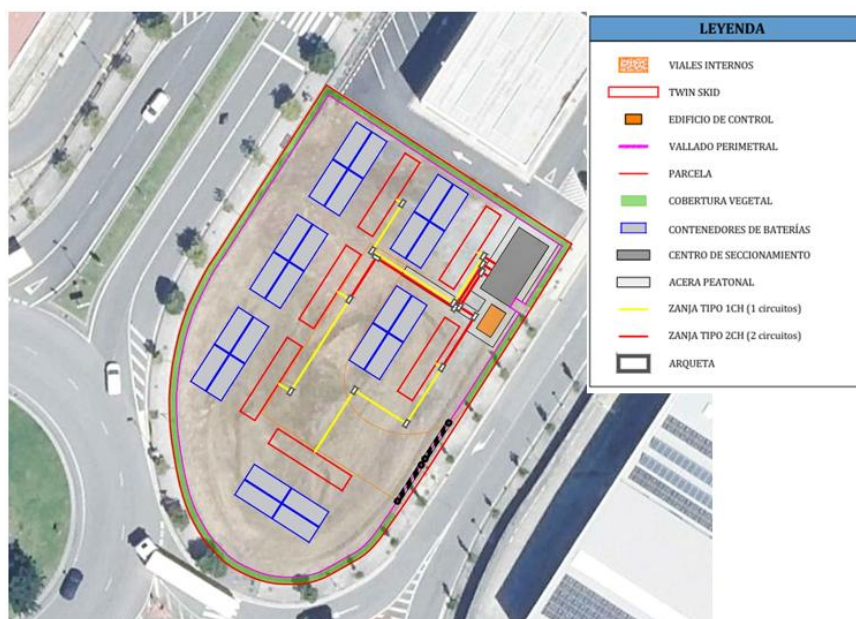 LEYENDA
VIALES INTERNOS
TWIN SKID
EDIFICIO DE CONTROL
VALLADO PERIMETRAL
PARCELA
COBERTURA VEGETAL
CONTENEDORES DE BATERÍAS
CENTRO DE SECCIONAMIENTO
ACERA PEATONAL
ZANJA TIPO 1CH (1 circuitos)
ZANJA TIPO 2CH (2 circuitos)
ARQUETA